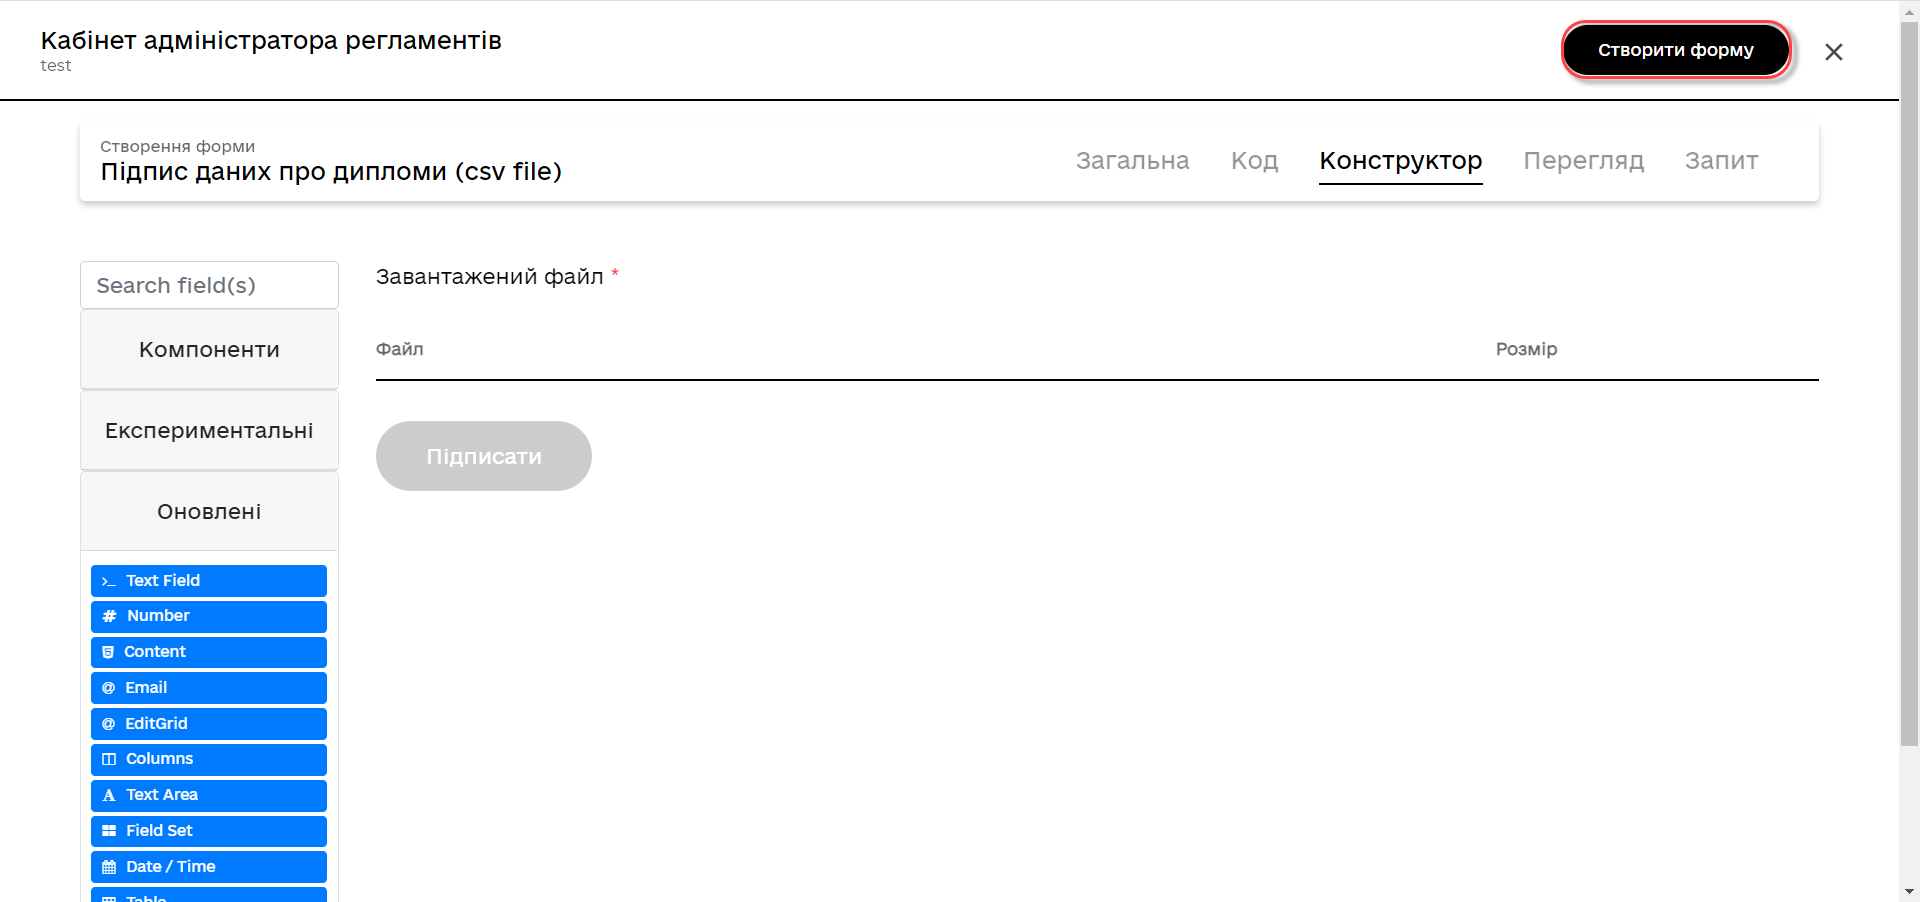 Кабінет адміністратора регламентів
test
Створити форму
Створення форми
Підпис даних про дипломи (csv file)
Загальна
Код
Конструктор
Перегляд
Запит
Search field(s)
Компоненти
Експериментальні
Оновлені
Text Field
Number
Content
Email
EditGrid
Columns
Text Area
Field Set
Date / Time
Table
Завантажений файл *
Файл
Розмір
Підписати